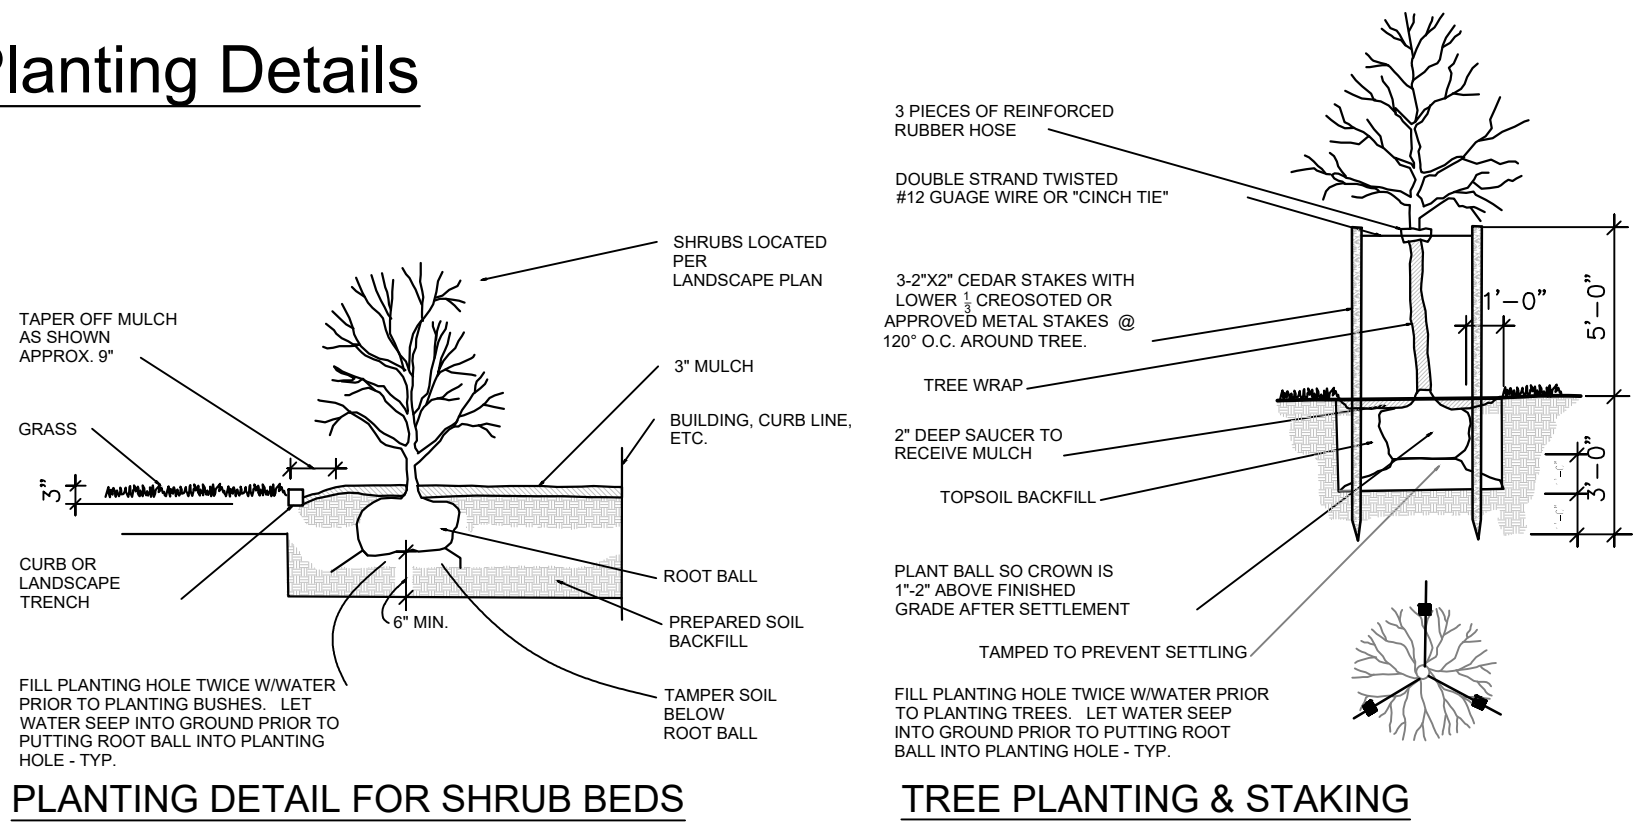 Planting Details
SHRUBS LOCATED
PER
LANDSCAPE PLAN
TAPER OFF MULCH
AS SHOWN
APPROX. 9"
3" MULCH
GRASS
BUILDING, CURB LINE,
ETC.
3"
CURB OR
LANDSCAPE
TRENCH
ROOT BALL
6" MIN.
PREPARED SOIL
BACKFILL
FILL PLANTING HOLE TWICE W/WATER
PRIOR TO PLANTING BUSHES. LET
WATER SEEP INTO GROUND PRIOR TO
PUTTING ROOT BALL INTO PLANTING
HOLE - TYP.
TAMPER SOIL
BELOW
ROOT BALL
PLANTING DETAIL FOR SHRUB BEDS
3 PIECES OF REINFORCED
RUBBER HOSE
DOUBLE STRAND TWISTED
#12 GUAGE WIRE OR "CINCH TIE"
3-2"X2" CEDAR STAKES WITH
LOWER 1/3 CREOSOTED OR
APPROVED METAL STAKES @
120° O.C. AROUND TREE.
1'-0"
5'-0"
TREE WRAP
2" DEEP SAUCER TO
RECEIVE MULCH
TOPSOIL BACKFILL
3'-0"
PLANT BALL SO CROWN IS
1"-2" ABOVE FINISHED
GRADE AFTER SETTLEMENT
TAMPED TO PREVENT SETTLING
FILL PLANTING HOLE TWICE W/WATER PRIOR
TO PLANTING TREES. LET WATER SEEP
INTO GROUND PRIOR TO PUTTING ROOT
BALL INTO PLANTING HOLE - TYP.
TREE PLANTING & STAKING